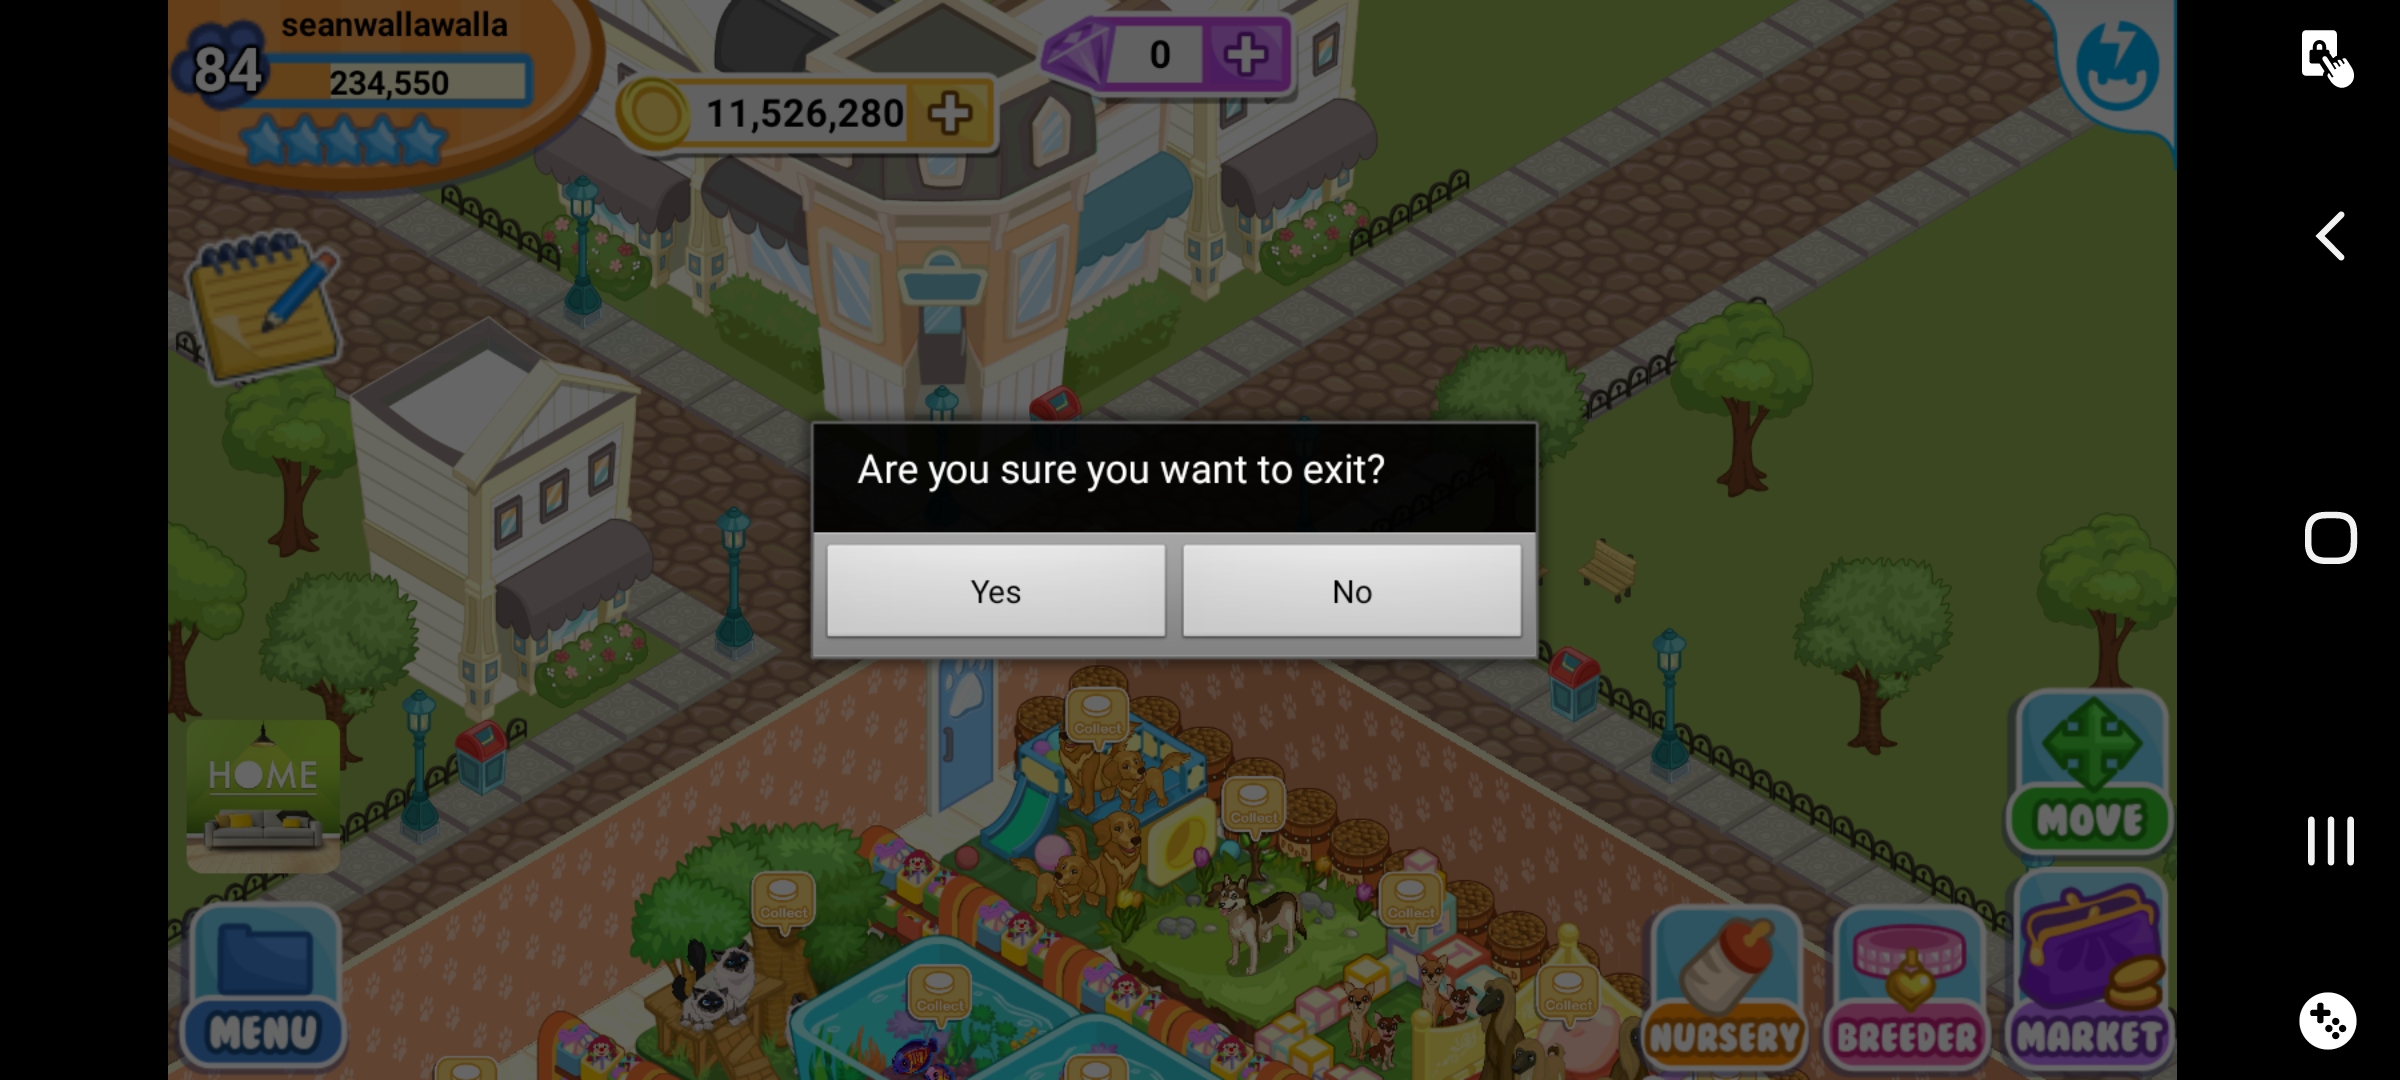 seanwallawalla
84
234,550
0
11,526,280
Are you sure you want to exit?
Yes
No
HOME
Collect
Collect
Collect
Collect
Collect
Collect
MOVE
MENU
NURSERY
BREEDER
MARKET